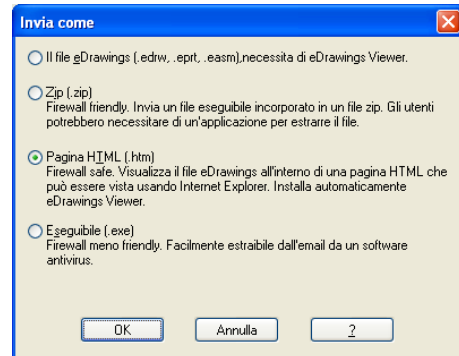 Invia come
Il file eDrawings (.edrw, .eprt, .easm),necessita di eDrawings Viewer.
Zip (.zip)
Firewall friendly. Invia un file eseguibile incorporato in un file zip. Gli utenti
potrebbero necessitare di un'applicazione per estrarre il file.
Pagina HTML (.htm)
Firewall safe. Visualizza il file eDrawings all'interno di una pagina HTML che
può essere vista usando Internet Explorer. Installa automaticamente
eDrawings Viewer.
Eseguibile (.exe)
Firewall meno friendly. Facilmente estraibile dall'email da un software
antivirus.
OK Annulla ?